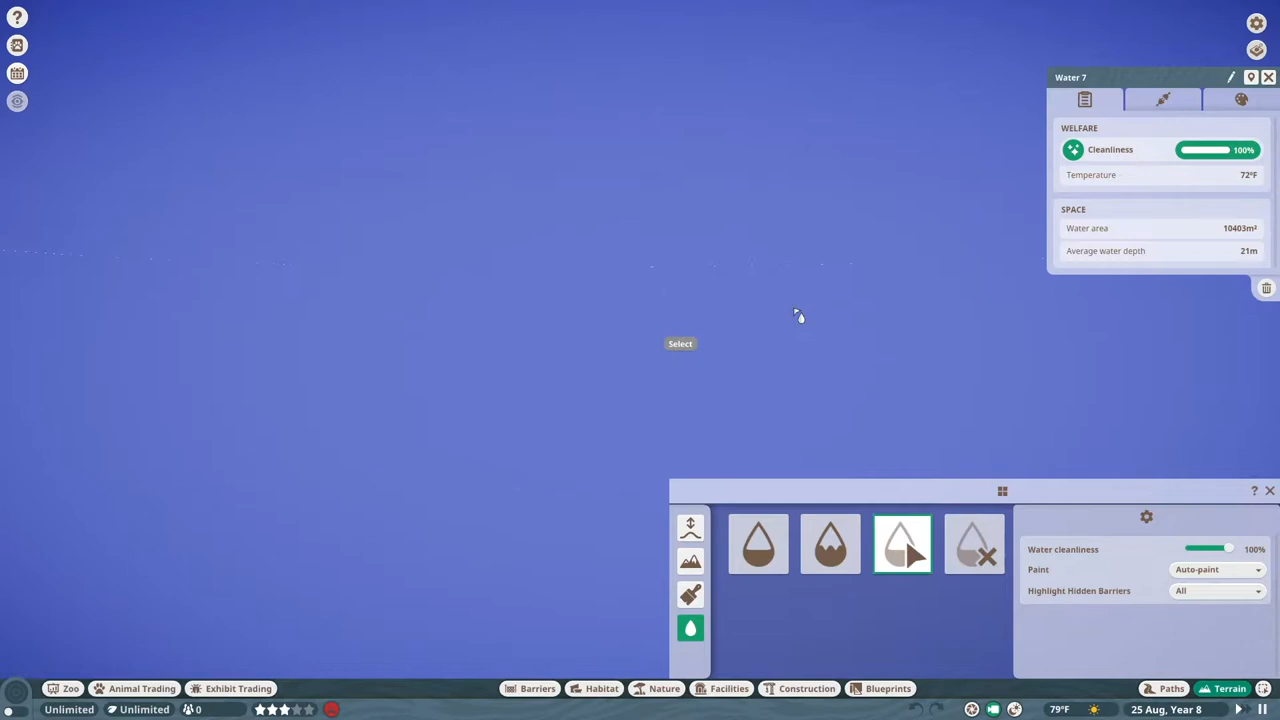 ?
Water 7
WELFARE
Cleanliness 100%
Temperature 72°F
SPACE
Water area 10403m²
Average water depth 21m
Select
?
Water cleanliness 100%
Paint Auto-paint
Highlight Hidden Barriers All
Zoo Animal Trading Exhibit Trading Barriers Habitat Nature Facilities Construction Blueprints Paths Terrain
Unlimited Unlimited 0 79°F 25 Aug, Year 8